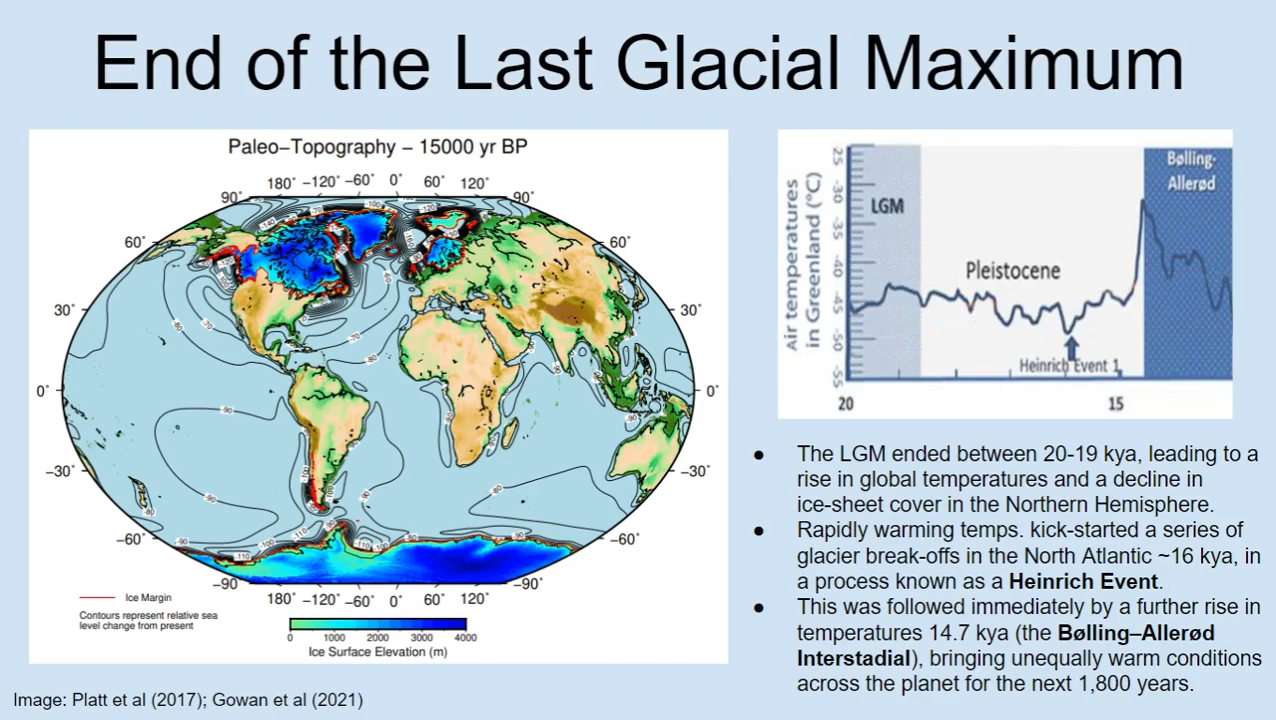 End of the Last Glacial Maximum
Paleo−Topography − 15000 yr BP
180˚ −120˚ −60˚ 0˚ 60˚ 120˚
90˚ 90˚
60˚ 60˚
30˚ 30˚
0˚ 0˚
−30˚ −30˚
−60˚ −60˚
−90˚ −90˚
180˚ −120˚ −60˚ 0˚ 60˚ 120˚
Ice Margin
Contours represent relative sea
level change from present
0 1000 2000 3000 4000
Ice Surface Elevation (m)
Air temperatures
in Greenland (°C)
25
-30
-35
-40
-45
-50
-55
LGM
Pleistocene
Bølling-
Allerød
Heinrich Event 1
20 15
● The LGM ended between 20-19 kya, leading to a
rise in global temperatures and a decline in
ice-sheet cover in the Northern Hemisphere.
● Rapidly warming temps. kick-started a series of
glacier break-offs in the North Atlantic ~16 kya, in
a process known as a Heinrich Event.
● This was followed immediately by a further rise in
temperatures 14.7 kya (the Bølling–Allerød
Interstadial), bringing unequally warm conditions
across the planet for the next 1,800 years.
Image: Platt et al (2017); Gowan et al (2021)